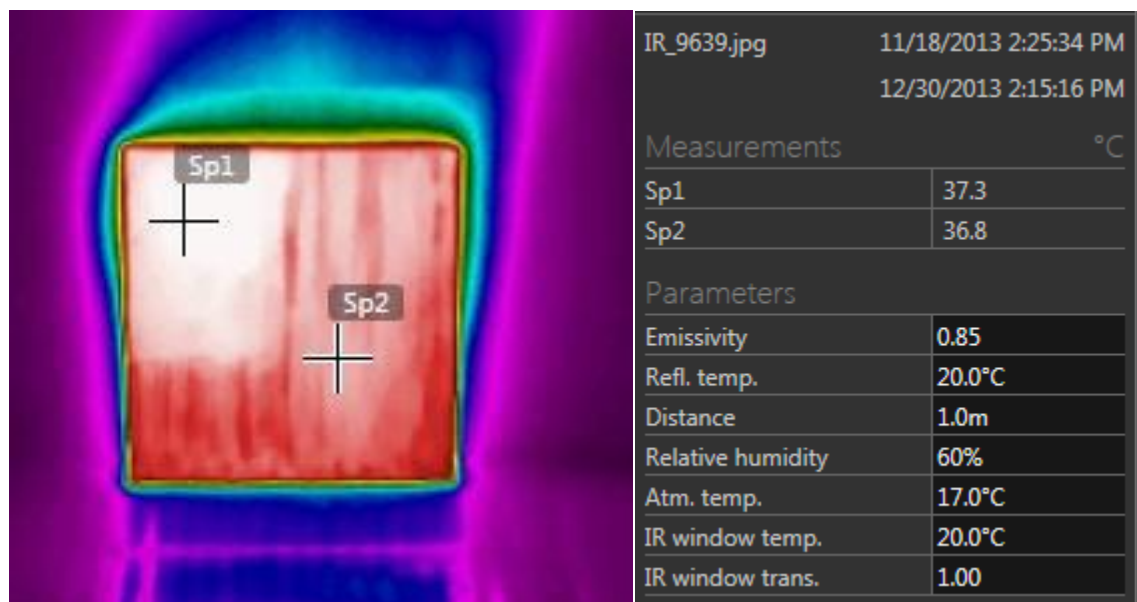 Sp1
Sp2
IR_9639.jpg 11/18/2013 2:25:34 PM
12/30/2013 2:15:16 PM
Measurements °C
Sp1 37.3
Sp2 36.8
Parameters
Emissivity 0.85
Refl. temp. 20.0°C
Distance 1.0m
Relative humidity 60%
Atm. temp. 17.0°C
IR window temp. 20.0°C
IR window trans. 1.00